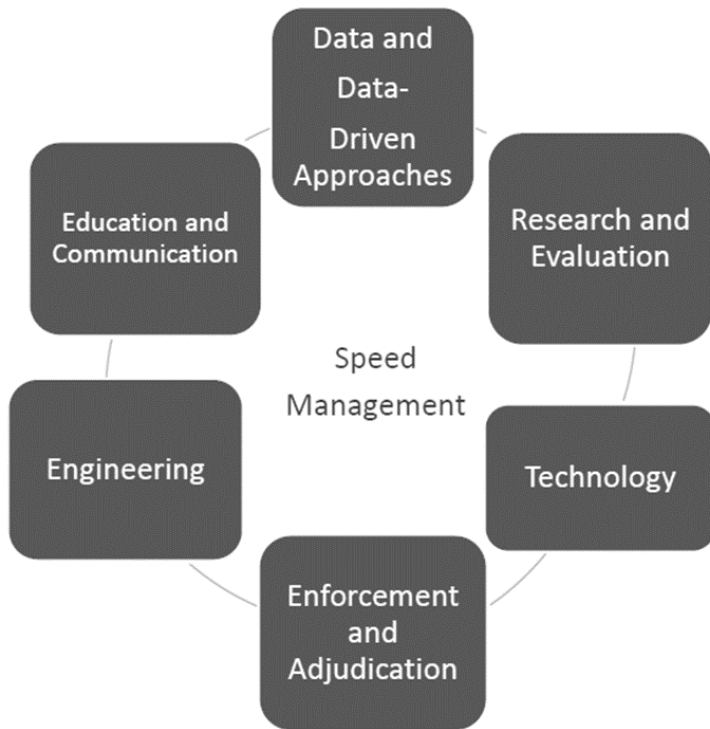 Data and
Data-
Driven
Approaches
Research and
Evaluation
Technology
Enforcement
and
Adjudication
Engineering
Education and
Communication
Speed
Management